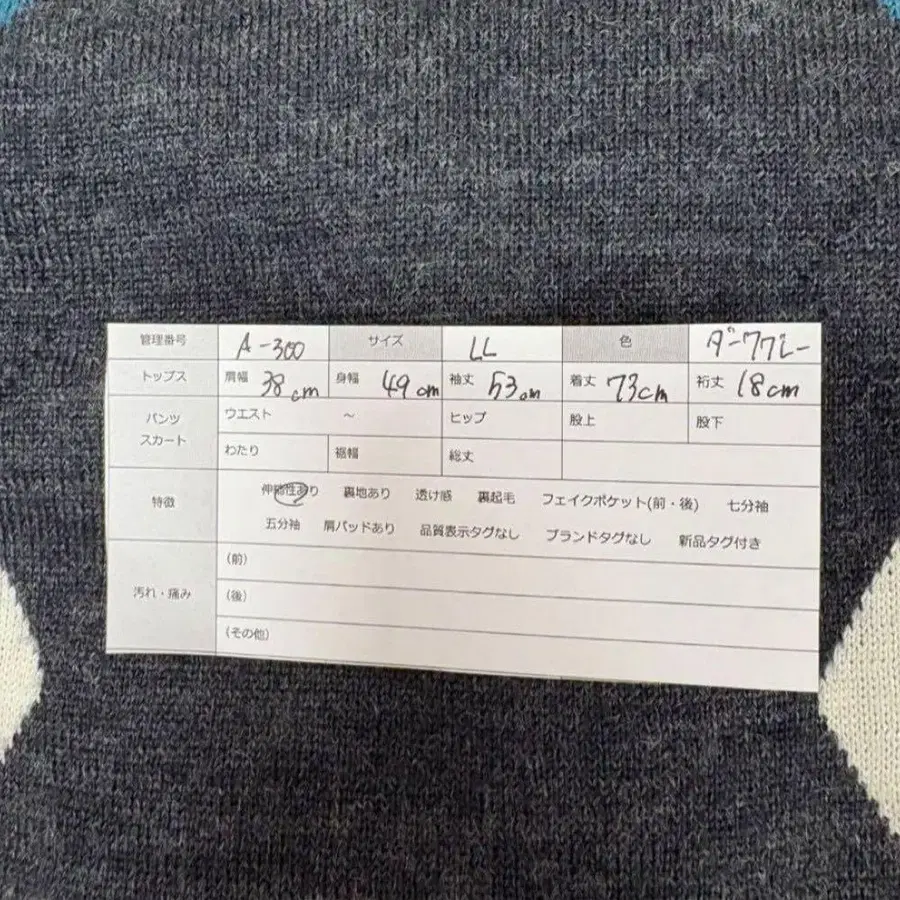 管理番号 A-300 サイズ LL 色 ダークグレー
トップス 肩幅 38cm 身幅 49cm 袖丈 53cm 着丈 73cm 裄丈 18cm
パンツ スカート ウエスト ～ ヒップ 股上 股下
わたり 裾幅 総丈
特徴 伸縮性あり 裏地あり 透け感 裏起毛 フェイクポケット(前・後) 七分袖
五分袖 肩パッドあり 品質表示タグなし ブランドタグなし 新品タグ付き
汚れ・痛み (前)
(後)
(その他)